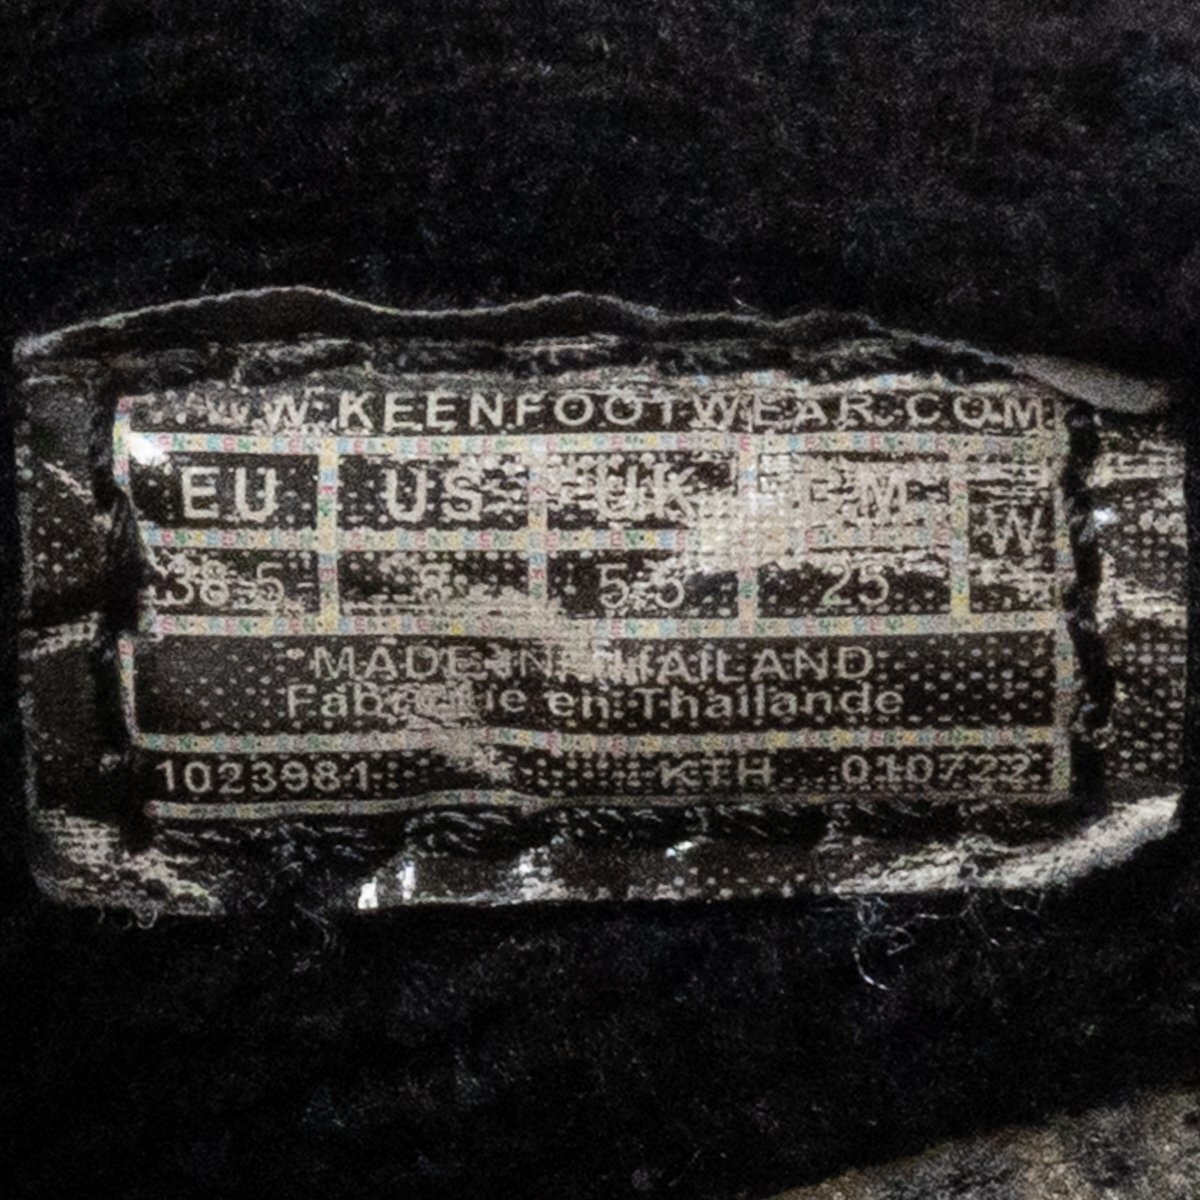 WWW.KEENFOOTWEAR.COM
EU US UK CM W
38.5 8 5.5 25
MADE IN THAILAND
Fabrique en Thailande
1023981 KTH 010722